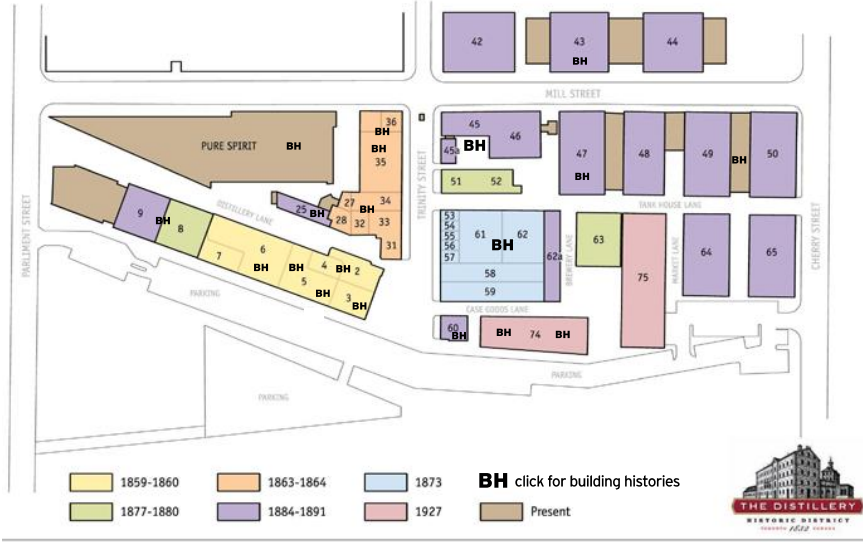 42
43
BH
44
MILL STREET
36
BH
BH
35
PURE SPIRIT
BH
45
46
45a
BH
47
BH
48
49
BH
50
51
52
TRINITY STREET
PARLIMENT STREET
9
BH
8
DISTILLERY LANE
25
BH
27
BH
34
28
32
33
31
TANK HOUSE LANE
53
54
55
56
57
61
62
BH
62a
58
59
BREWERY LANE
63
75
MARKET LANE
64
65
CHERRY STREET
6
BH
7
BH
5
4
BH
2
BH
3
BH
PARKING
CASE GOODS LANE
60
BH
BH
74
BH
PARKING
PARKING
1859-1860
1863-1864
1873
BH click for building histories
1877-1880
1884-1891
1927
Present
THE DISTILLERY
HISTORIC DISTRICT
TORONTO 1832 CANADA